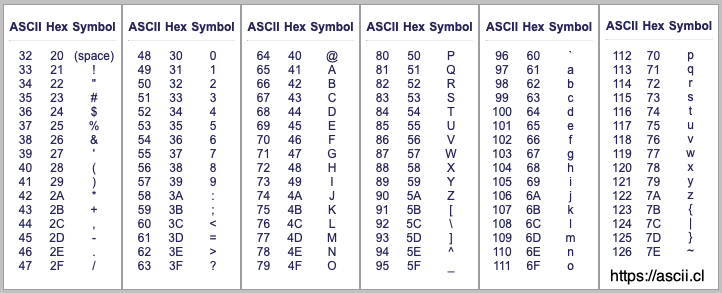 ASCII Hex Symbol
32 20 (space)
33 21 !
34 22 "
35 23 #
36 24 $
37 25 %
38 26 &
39 27 '
40 28 (
41 29 )
42 2A *
43 2B +
44 2C ,
45 2D -
46 2E .
47 2F /
ASCII Hex Symbol
48 30 0
49 31 1
50 32 2
51 33 3
52 34 4
53 35 5
54 36 6
55 37 7
56 38 8
57 39 9
58 3A :
59 3B ;
60 3C <
61 3D =
62 3E >
63 3F ?
ASCII Hex Symbol
64 40 @
65 41 A
66 42 B
67 43 C
68 44 D
69 45 E
70 46 F
71 47 G
72 48 H
73 49 I
74 4A J
75 4B K
76 4C L
77 4D M
78 4E N
79 4F O
ASCII Hex Symbol
80 50 P
81 51 Q
82 52 R
83 53 S
84 54 T
85 55 U
86 56 V
87 57 W
88 58 X
89 59 Y
90 5A Z
91 5B [
92 5C \
93 5D ]
94 5E ^
95 5F _
ASCII Hex Symbol
96 60 `
97 61 a
98 62 b
99 63 c
100 64 d
101 65 e
102 66 f
103 67 g
104 68 h
105 69 i
106 6A j
107 6B k
108 6C l
109 6D m
110 6E n
111 6F o
ASCII Hex Symbol
112 70 p
113 71 q
114 72 r
115 73 s
116 74 t
117 75 u
118 76 v
119 77 w
120 78 x
121 79 y
122 7A z
123 7B {
124 7C |
125 7D }
126 7E ~
https://ascii.cl